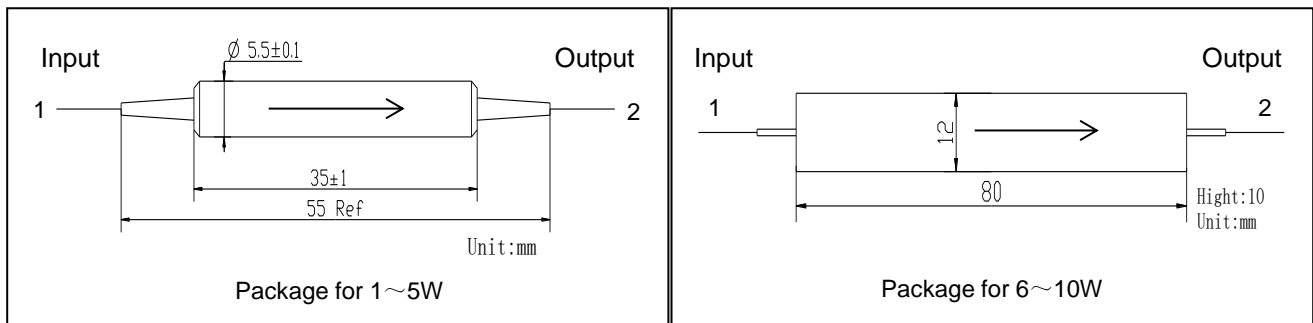 Input
Output
Ø 5.5±0.1
1
2
35±1
55 Ref
Unit:mm
Package for 1～5W
Input
Output
1
2
12
80
Hight:10
Unit:mm
Package for 6～10W